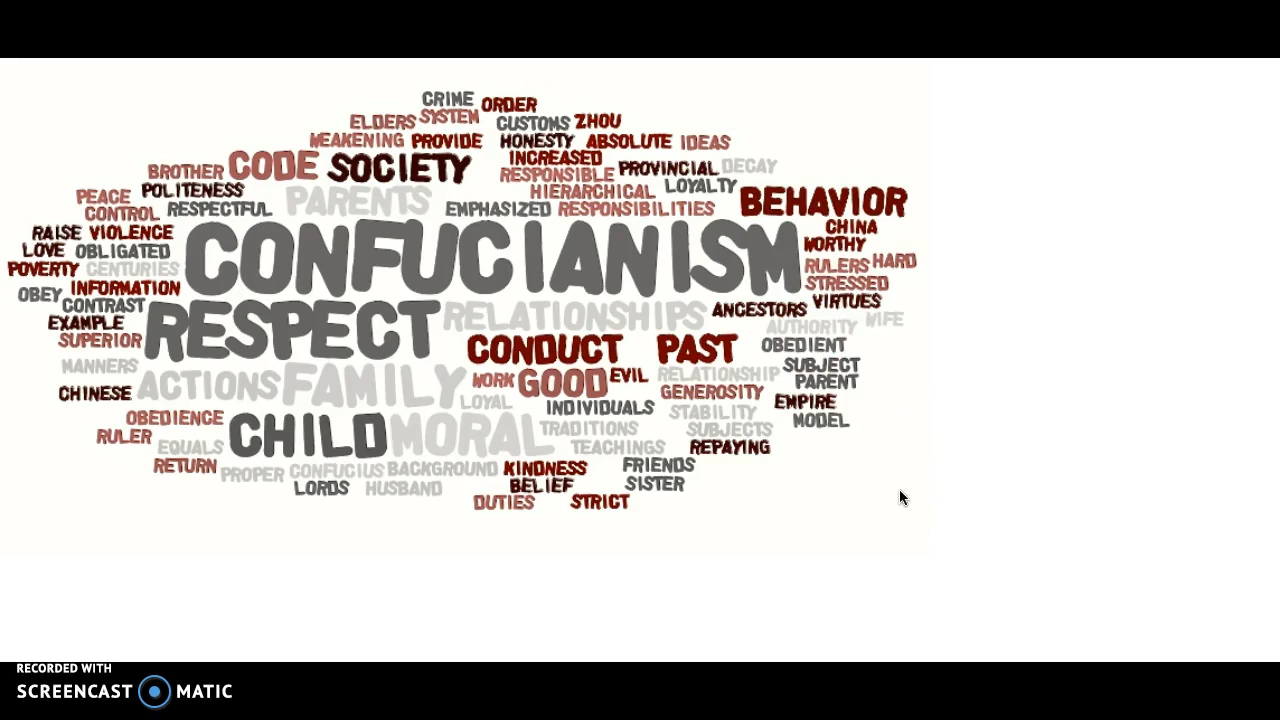 CRIME ORDER
ELDERS SYSTEM CUSTOMS ZHOU
WEAKENING PROVIDE HONESTY ABSOLUTE IDEAS
BROTHER CODE SOCIETY INCREASED PROVINCIAL DECAY
RESPONSIBLE
PEACE POLITENESS PARENTS HIERARCHICAL LOYALTY BEHAVIOR
CONTROL RESPECTFUL EMPHASIZED RESPONSIBILITIES
RAISE VIOLENCE CONFUCIANISM CHINA
LOVE OBLIGATED WORTHY
POVERTY CENTURIES RULERS HARD
OBEY INFORMATION STRESSED
CONTRAST RESPECT RELATIONSHIPS ANCESTORS VIRTUES
EXAMPLE AUTHORITY WIFE
SUPERIOR CONDUCT PAST OBEDIENT
MANNERS SUBJECT
CHINESE ACTIONS FAMILY WORK GOOD EVIL RELATIONSHIP PARENT
LOYAL INDIVIDUALS GENEROSITY EMPIRE
OBEDIENCE CHILD MORAL STABILITY MODEL
RULER TRADITIONS SUBJECTS
EQUALS TEACHINGS REPAYING
RETURN PROPER CONFUCIUS BACKGROUND KINDNESS FRIENDS
LORDS HUSBAND BELIEF SISTER
DUTIES STRICT
RECORDED WITH
SCREENCAST MATIC